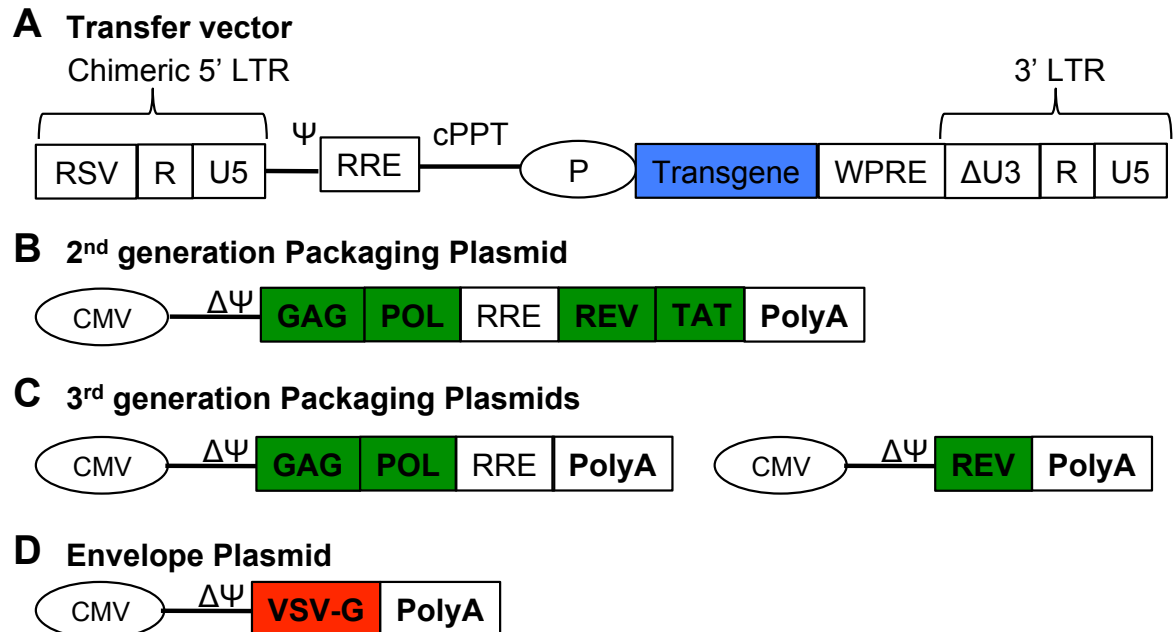 A Transfer vector
Chimeric 5’ LTR 3’ LTR
Ψ cPPT
RSV R U5 RRE P Transgene WPRE ΔU3 R U5
B 2nd generation Packaging Plasmid
CMV ΔΨ GAG POL RRE REV TAT PolyA
C 3rd generation Packaging Plasmids
CMV ΔΨ GAG POL RRE PolyA CMV ΔΨ REV PolyA
D Envelope Plasmid
CMV ΔΨ VSV-G PolyA